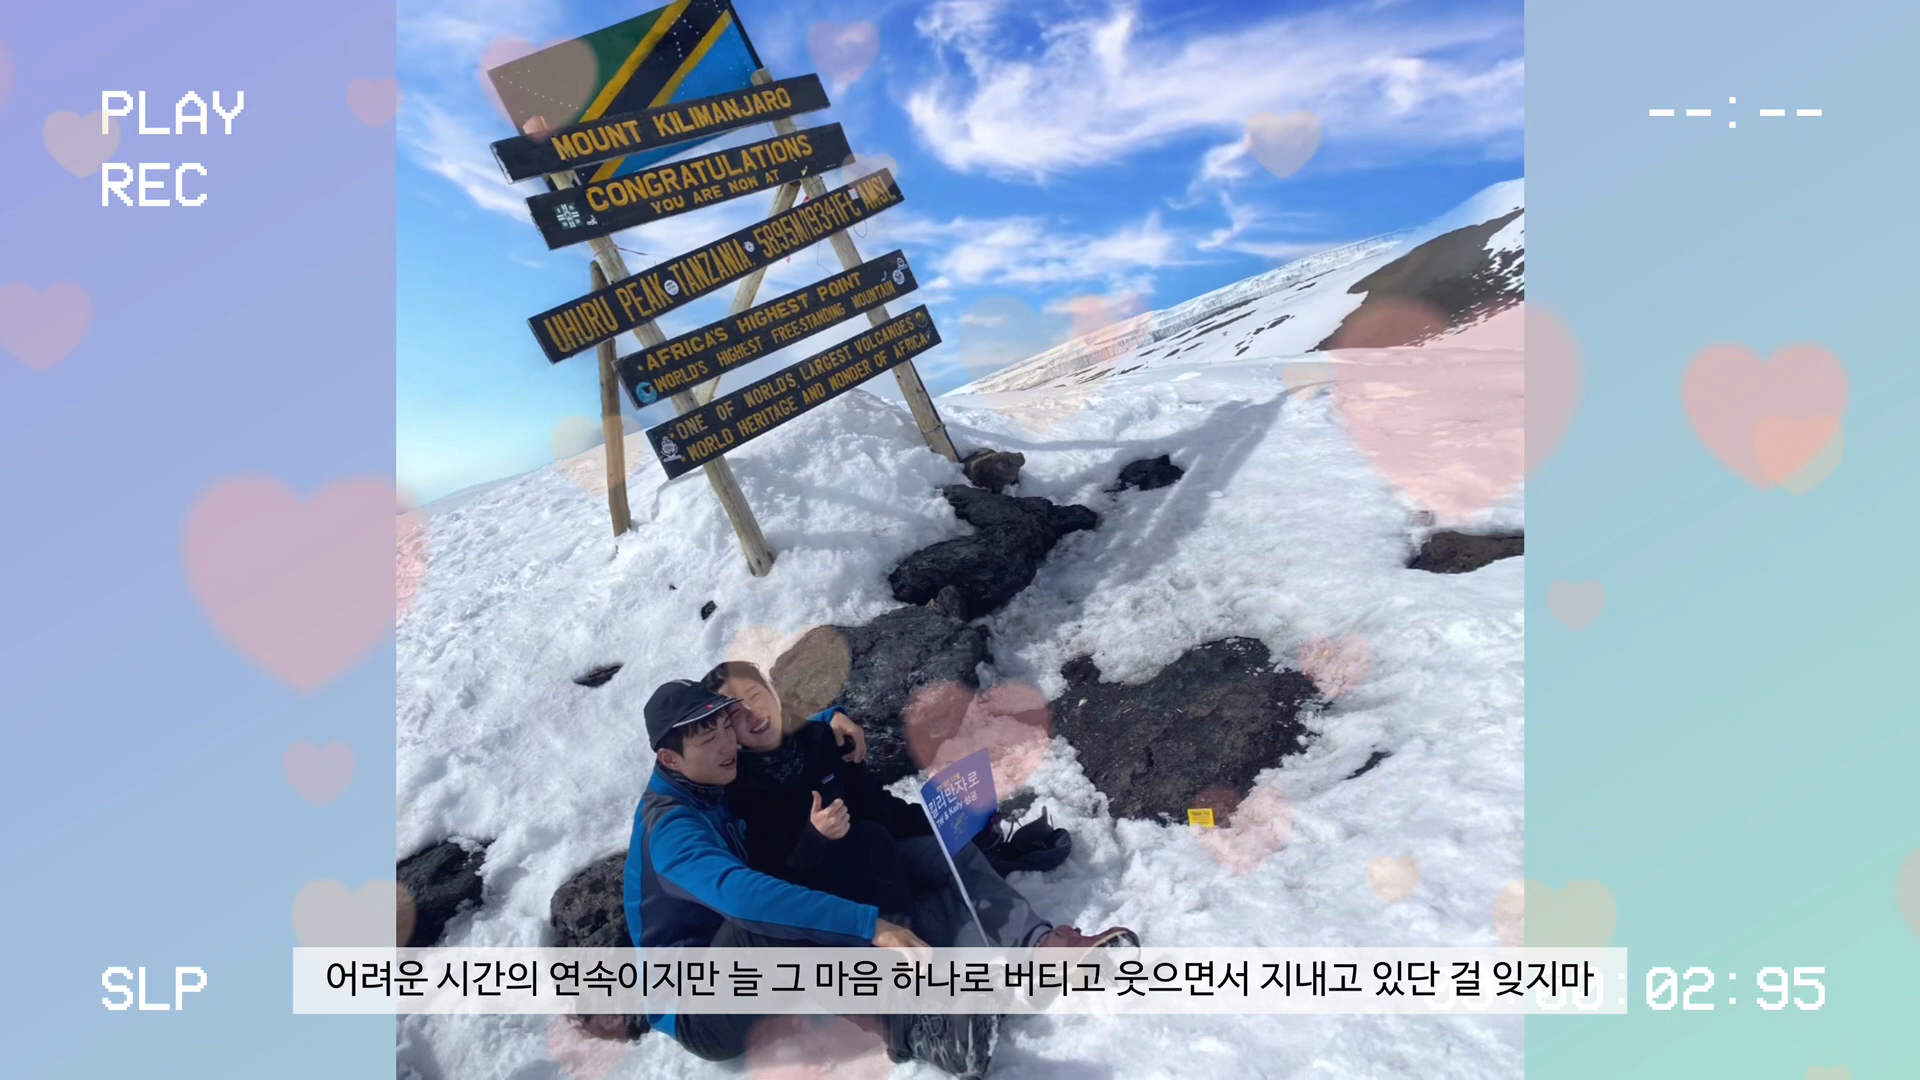 PLAY
REC
--:--
MOUNT KILIMANJARO
CONGRATULATIONS
YOU ARE NOW AT
UHURU PEAK TANZANIA, 5895M/19341Ft AMSL
AFRICA'S HIGHEST POINT
WORLD'S HIGHEST FREE-STANDING MOUNTAIN
ONE OF WORLD'S, LARGEST VOLCANOES
WORLD HERITAGE AND WONDER OF AFRICA
킬리만자로
& Kelly 성공
SLP
어려운 시간의 연속이지만 늘 그 마음 하나로 버티고 웃으면서 지내고 있단 걸 잊지마
:02:95